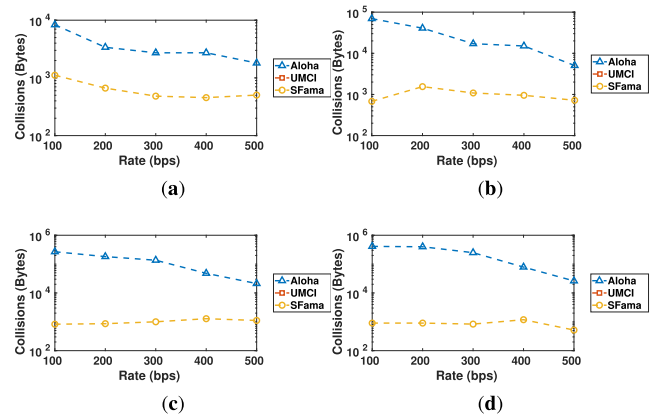 10^4
10^3
10^2
Collisions (Bytes)
100 200 300 400 500
Rate (bps)
Aloha
UMCI
SFama
(a)
10^5
10^4
10^3
10^2
Collisions (Bytes)
100 200 300 400 500
Rate (bps)
Aloha
UMCI
SFama
(b)
10^6
10^4
10^2
Collisions (Bytes)
100 200 300 400 500
Rate (bps)
Aloha
UMCI
SFama
(c)
10^6
10^4
10^2
Collisions (Bytes)
100 200 300 400 500
Rate (bps)
Aloha
UMCI
SFama
(d)